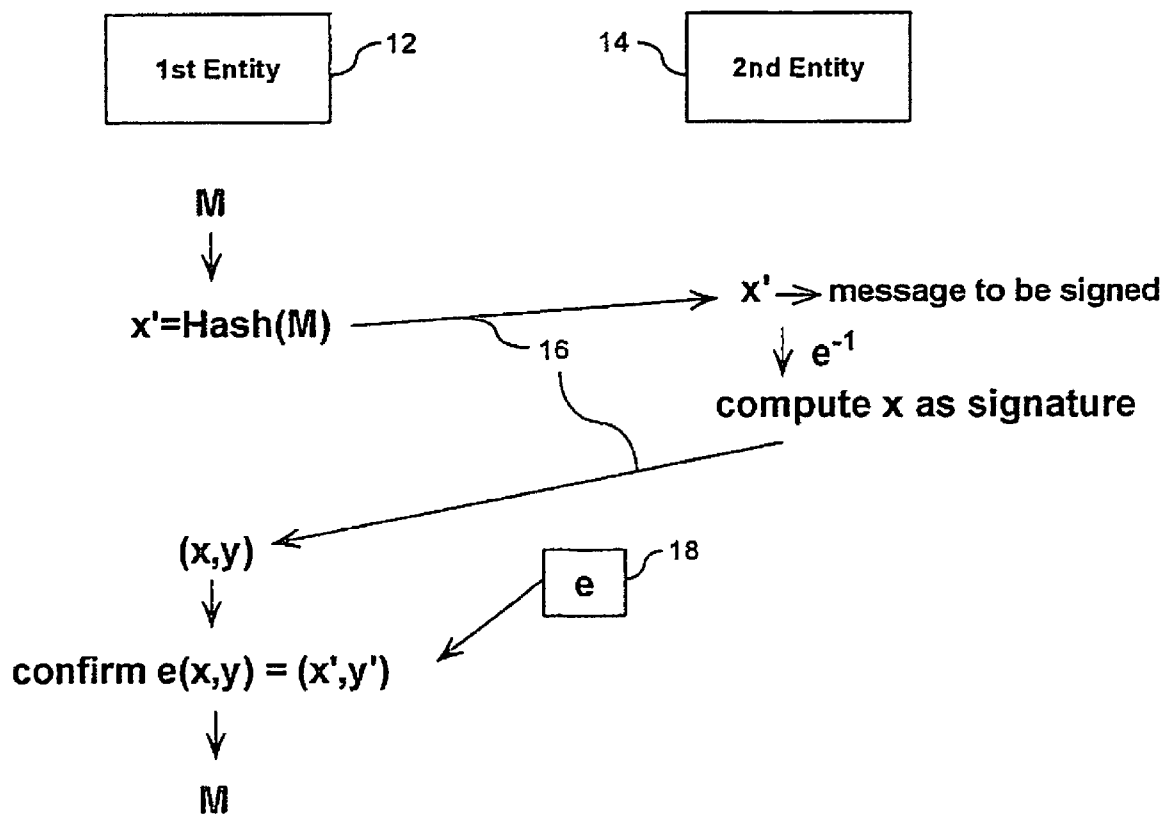 1st Entity
12
14
2nd Entity
M
x'=Hash(M)
x' → message to be signed
16
e⁻¹
compute x as signature
(x,y)
e
18
confirm e(x,y) = (x',y')
M